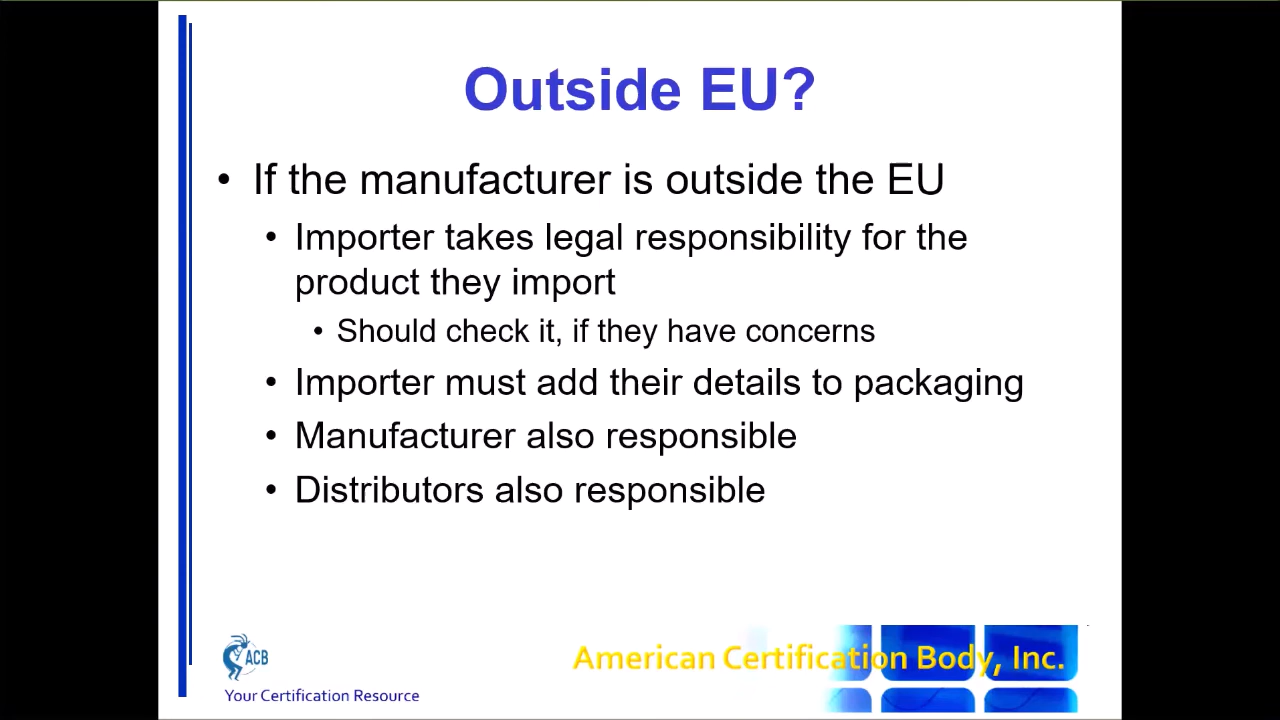 Outside EU?
• If the manufacturer is outside the EU
• Importer takes legal responsibility for the
product they import
• Should check it, if they have concerns
• Importer must add their details to packaging
• Manufacturer also responsible
• Distributors also responsible
ACB
Your Certification Resource
American Certification Body, Inc.